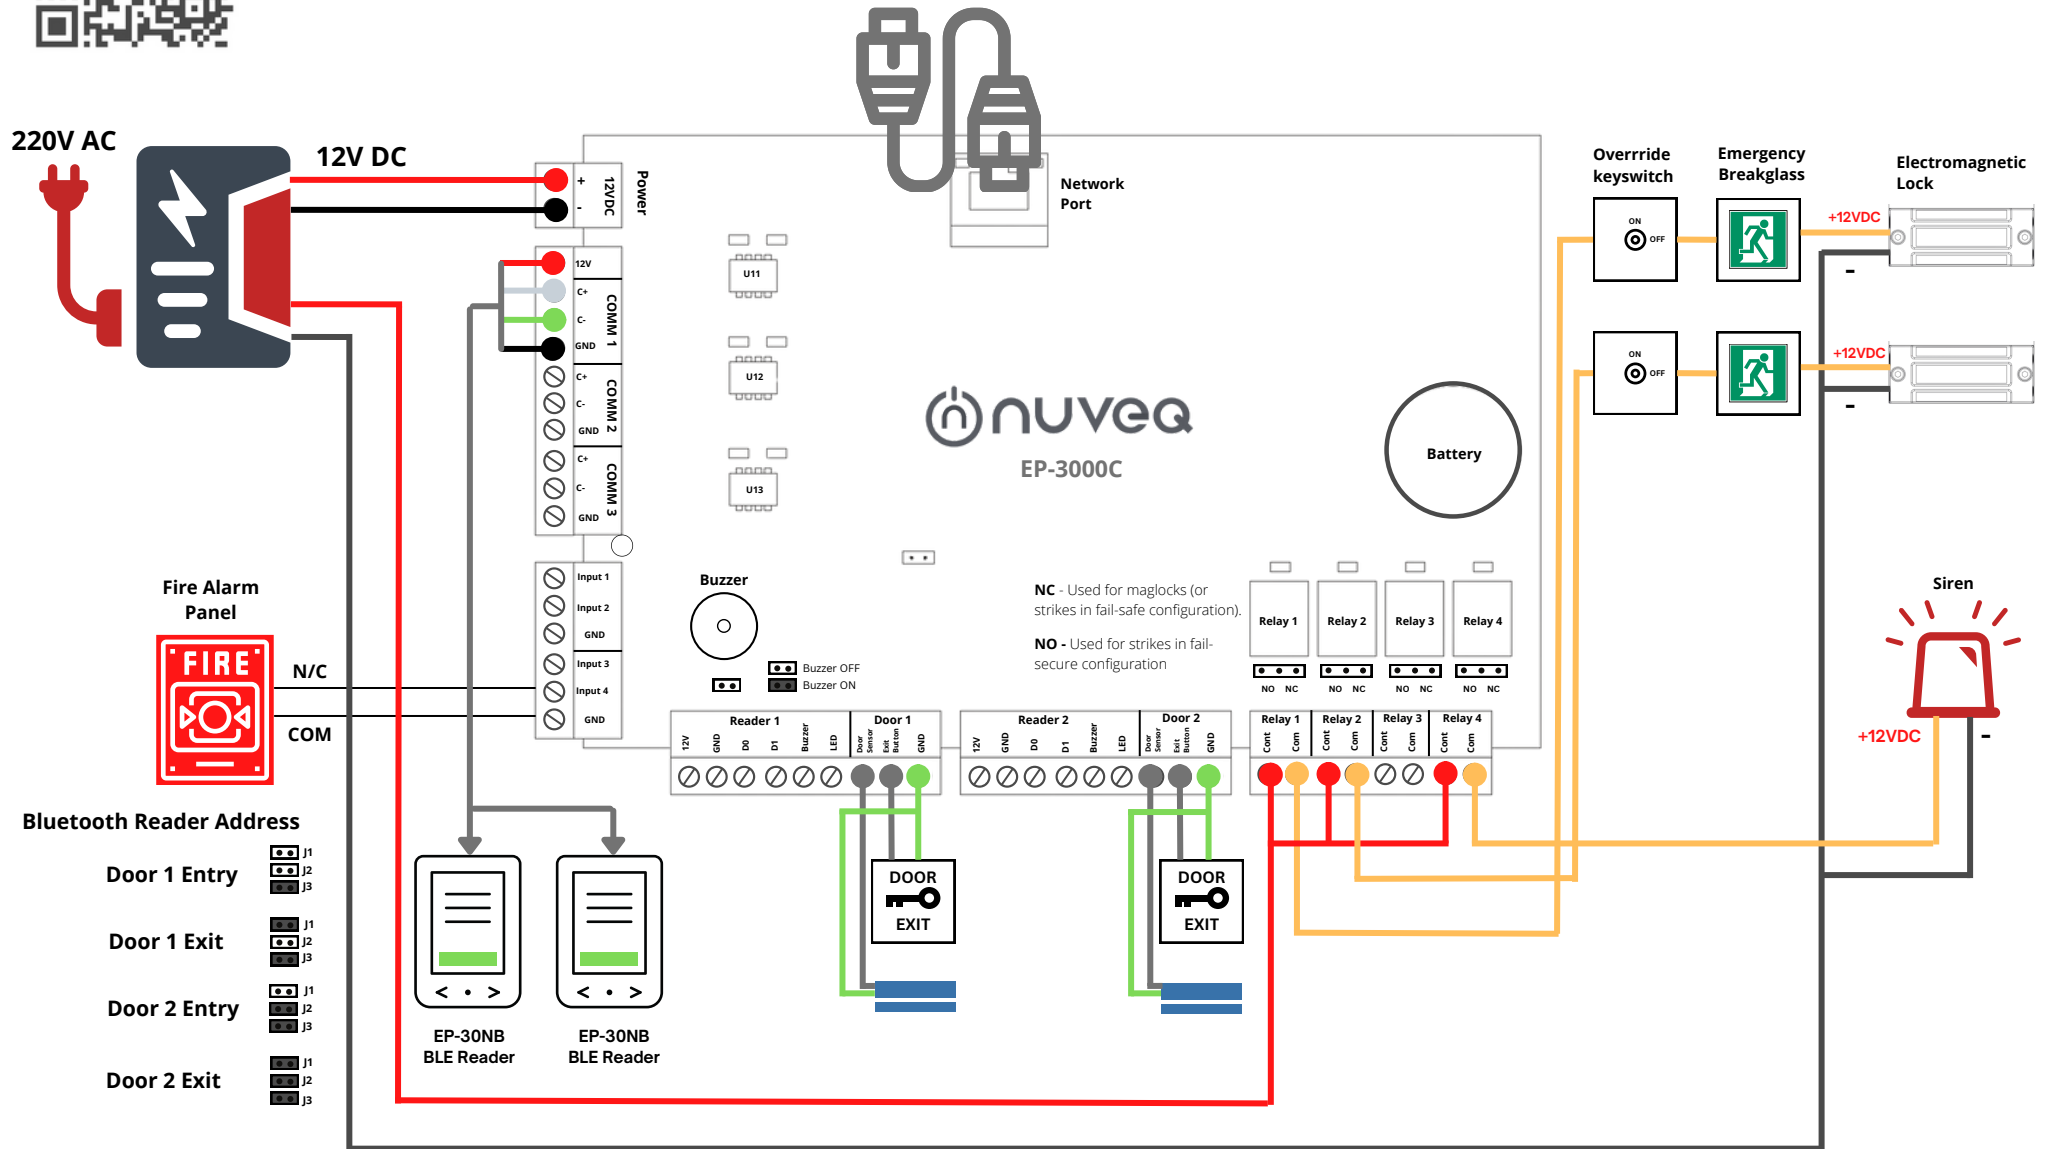 220V AC
12V DC
+
-
12VDC
Power
Network
Port
Overrride
keyswitch
Emergency
Breakglass
Electromagnetic
Lock
ON
OFF
+12VDC
-
ON
OFF
+12VDC
-
12V
C+
C-
GND
COMM 1
C+
C-
GND
COMM 2
C+
C-
GND
COMM 3
U11
U12
U13
nuveq
EP-3000C
Battery
Input 1
Input 2
GND
Input 3
Input 4
GND
Fire Alarm
Panel
FIRE
N/C
COM
Buzzer
Buzzer OFF
Buzzer ON
NC - Used for maglocks (or
strikes in fail-safe configuration).
NO - Used for strikes in fail-
secure configuration
Relay 1
Relay 2
Relay 3
Relay 4
NO NC
NO NC
NO NC
NO NC
Siren
+12VDC
-
Reader 1
12V
GND
D0
D1
Buzzer
LED
Door 1
Door
Sensor
Exit
Button
GND
Reader 2
12V
GND
D0
D1
Buzzer
LED
Door 2
Door
Sensor
Exit
Button
GND
Relay 1
Cont
Com
Relay 2
Cont
Com
Relay 3
Cont
Com
Relay 4
Cont
Com
Bluetooth Reader Address
Door 1 Entry
J1
J2
J3
Door 1 Exit
J1
J2
J3
Door 2 Entry
J1
J2
J3
Door 2 Exit
J1
J2
J3
EP-30NB
BLE Reader
EP-30NB
BLE Reader
DOOR
EXIT
DOOR
EXIT